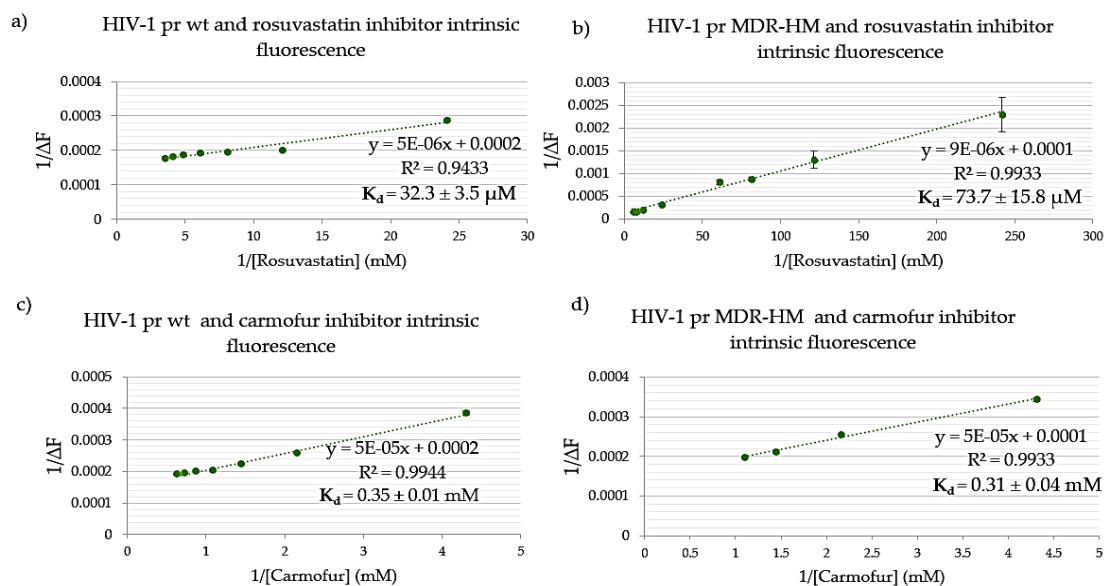 a)
HIV-1 pr wt and rosuvastatin inhibitor intrinsic
fluorescence
0.0004
0.0003
0.0002
0.0001
0
1/ΔF
y = 5E-06x + 0.0002
R² = 0.9433
Kd = 32.3 ± 3.5 µM
0 5 10 15 20 25 30
1/[Rosuvastatin] (mM)
b)
HIV-1 pr MDR-HM and rosuvastatin inhibitor
intrinsic fluorescence
0.003
0.0025
0.002
0.0015
0.001
0.0005
0
1/ΔF
y = 9E-06x + 0.0001
R² = 0.9933
Kd = 73.7 ± 15.8 µM
0 50 100 150 200 250 300
1/[Rosuvastatin] (mM)
c)
HIV-1 pr wt and carmofur inhibitor intrinsic
fluorescence
0.0005
0.0004
0.0003
0.0002
0.0001
0
1/ΔF
y = 5E-05x + 0.0002
R² = 0.9944
Kd = 0.35 ± 0.01 mM
0 1 2 3 4 5
1/[Carmofur] (mM)
d)
HIV-1 pr MDR-HM and carmofur inhibitor
intrinsic fluorescence
0.0004
0.0003
0.0002
0.0001
0
1/ΔF
y = 5E-05x + 0.0001
R² = 0.9933
Kd = 0.31 ± 0.04 mM
0 0.5 1 1.5 2 2.5 3 3.5 4 4.5 5
1/[Carmofur] (mM)